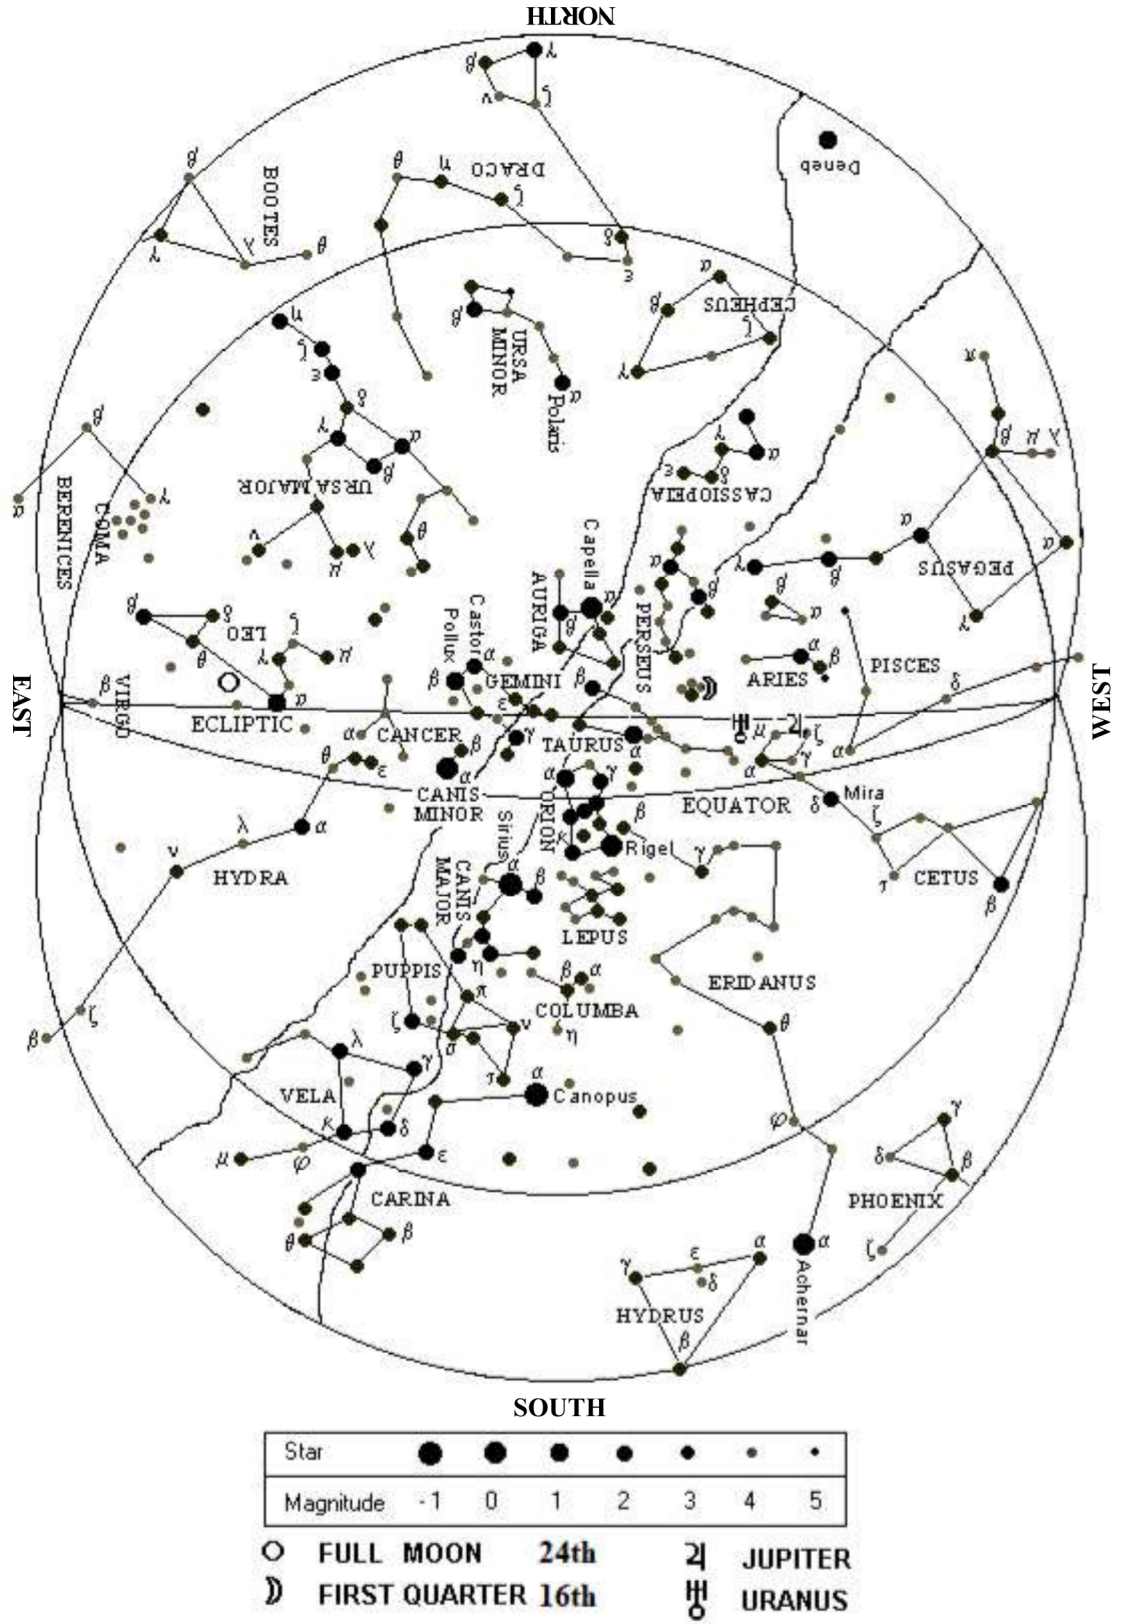 NORTH
γ
β
ν
ξ
Deneb
DRACO
θ
η
ζ
β
BOOTES
γ
λ
θ
δ
ε
α
β
CEPHEUS
ζ
γ
η
ζ
ε
β
URSA
MINOR
α
Polaris
π
δ
γ
α
β
URSA MAJOR
β
α
γ
COMA
BERENICES
γ
α
δ
ε
CASSIOPEIA
β
μ
λ
ν
μ
λ
θ
Capella
α
β
AURIGA
α
β
PERSEUS
γ
β
α
PEGASUS
α
γ
β
α
β
δ
LEO
θ
ζ
γ
μ
α
Castor
α
Pollux
β
GEMINI
β
α
β
ARIES
PISCES
δ
EAST
β
VIRGO
ECLIPTIC
α
CANCER
ε
γ
TAURUS
α
μ
ζ
WEST
α
γ
α
θ
ε
β
α
CANIS
MINOR
α
γ
ORION
EQUATOR
δ
Mira
κ
β
Rigel
λ
α
ν
HYDRA
Sirius
α
β
CANIS
MAJOR
γ
ζ
τ
CETUS
β
LEPUS
PUPPIS
η
β
α
COLUMBA
ERIDANUS
ζ
β
ζ
π
ν
σ
η
θ
λ
γ
τ
α
Canopus
VELA
κ
δ
μ
φ
ε
φ
γ
δ
β
PHOENIX
ζ
CARINA
θ
β
γ
ε
α
δ
HYDRUS
β
α
Achernar
SOUTH
Star
Magnitude -1 0 1 2 3 4 5
FULL MOON 24th JUPITER
FIRST QUARTER 16th URANUS